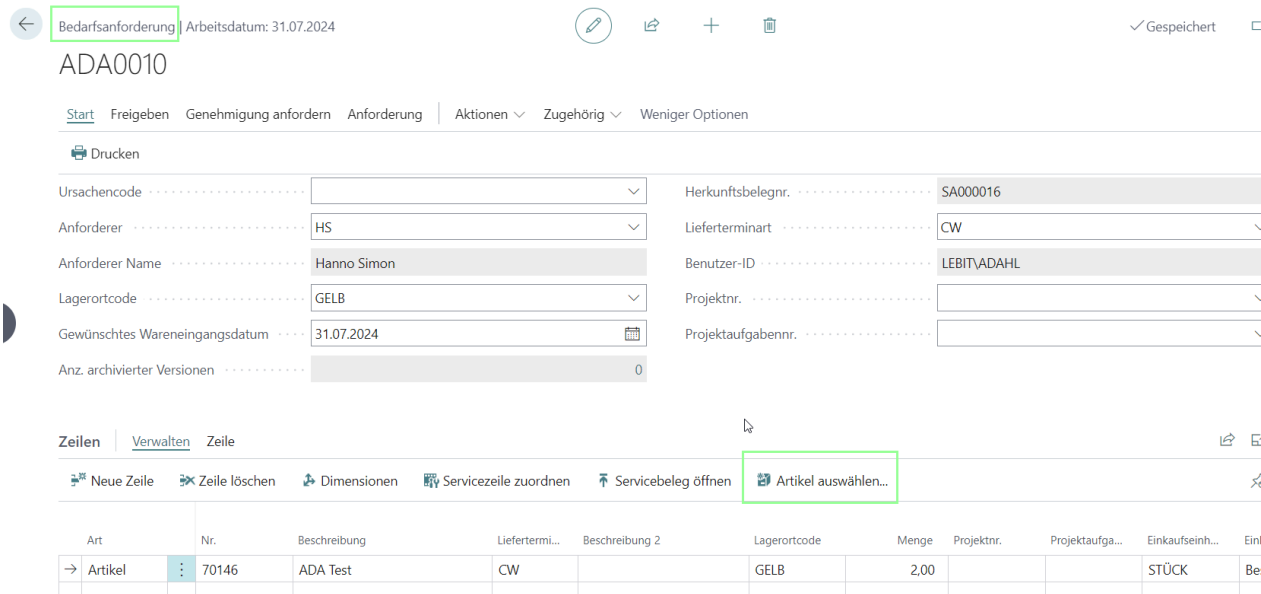 Bedarfsanforderung | Arbeitsdatum: 31.07.2024
Gespeichert
ADA0010
Start Freigeben Genehmigung anfordern Anforderung Aktionen Zugehörig Weniger Optionen
Drucken
Ursachencode Herkunftsbelegnr. SA000016
Anforderer HS Lieferterminart CW
Anforderer Name Hanno Simon Benutzer-ID LEBIT\ADAHL
Lagerortcode GELB Projektnr.
Gewünschtes Wareneingangsdatum 31.07.2024 Projektaufgabennr.
Anz. archivierter Versionen 0
Zeilen Verwalten Zeile
Neue Zeile Zeile löschen Dimensionen Servicezeile zuordnen Servicebeleg öffnen Artikel auswählen...
Art Nr. Beschreibung Liefertermi... Beschreibung 2 Lagerortcode Menge Projektnr. Projektaufga... Einkaufseinh...
Artikel 70146 ADA Test CW GELB 2,00 STÜCK